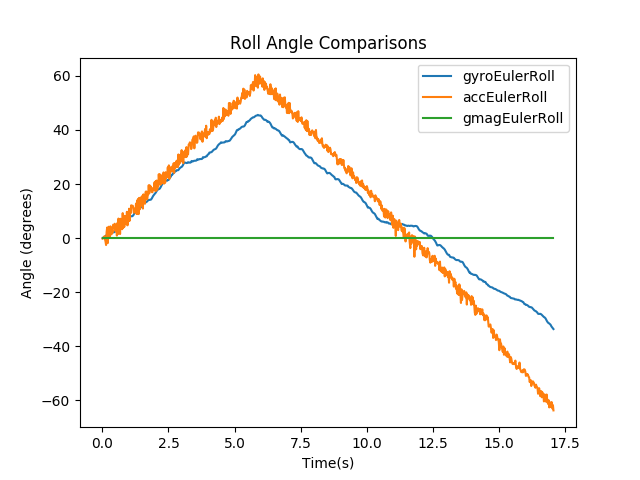 Roll Angle Comparisons
gyroEulerRoll
accEulerRoll
gmagEulerRoll
60
40
20
0
−20
−40
−60
Angle (degrees)
0.0 2.5 5.0 7.5 10.0 12.5 15.0 17.5
Time(s)